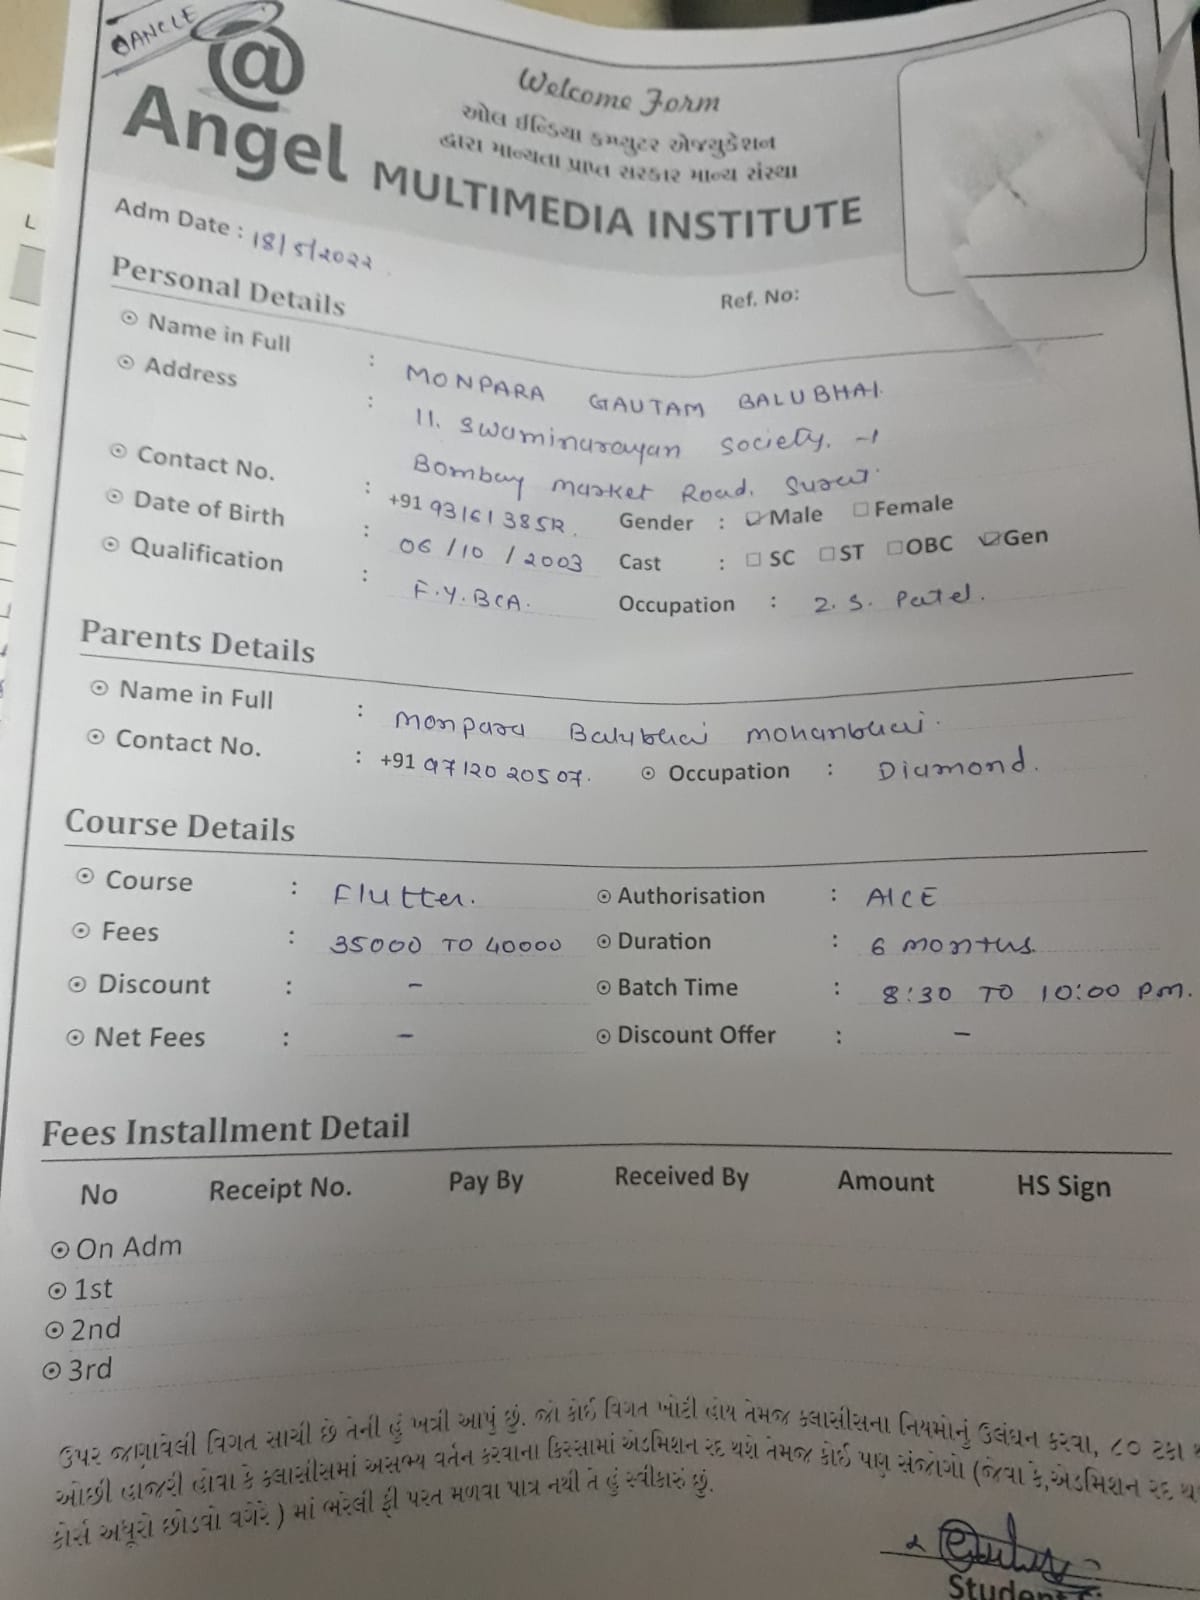 CANCLE
@
Angel MULTIMEDIA INSTITUTE
Welcome Form
ઓલ ઈન્ડિયા કમ્પ્યુટર એજ્યુકેશન
દ્વારા માન્યતા પ્રાપ્ત સરકાર માન્ય સંસ્થા
Adm Date : 18/5/2022
Ref. No:
Personal Details
Name in Full : MONPARA GAUTAM BALUBHAI.
Address : 11. Swaminarayan Society. -1
Bombay market Road. Surat.
Contact No. : +91 931613852. Gender : Male Female
Date of Birth : 06/10/2003 Cast : SC ST OBC Gen
Qualification : F.Y.BCA. Occupation : 2. S. Patel.
Parents Details
Name in Full : Monpara Balubhai mohanbhai.
Contact No. : +91 97120 20507. Occupation : Diamond.
Course Details
Course : Flutter. Authorisation : AICE
Fees : 35000 TO 40000 Duration : 6 months.
Discount : - Batch Time : 8:30 TO 10:00 Pm.
Net Fees : - Discount Offer : -
Fees Installment Detail
No Receipt No. Pay By Received By Amount HS Sign
On Adm
1st
2nd
3rd
ઉપર જણાવેલી વિગત સાચી છે તેની હું ખત્રી આપું છું. જો કોઈ વિગત ખોટી હોય તેમજ ક્લાસીસના નિયમોનું ઉલંઘન કરવા, ૮૦ ટકા
ઓછી હાજરી હોવા કે ક્લાસીસમાં અસભ્ય વર્તન કરવાના કિસ્સામાં એડમિશન રદ થશે તેમજ કોઈ પણ સંજોગો (જેવા કે,એડમિશન રદ
કોર્સ અધૂરો છોડવો વગેરે ) માં ભરેલી ફી પરત મળવા પાત્ર નથી તે હું સ્વીકારું છું.
Student